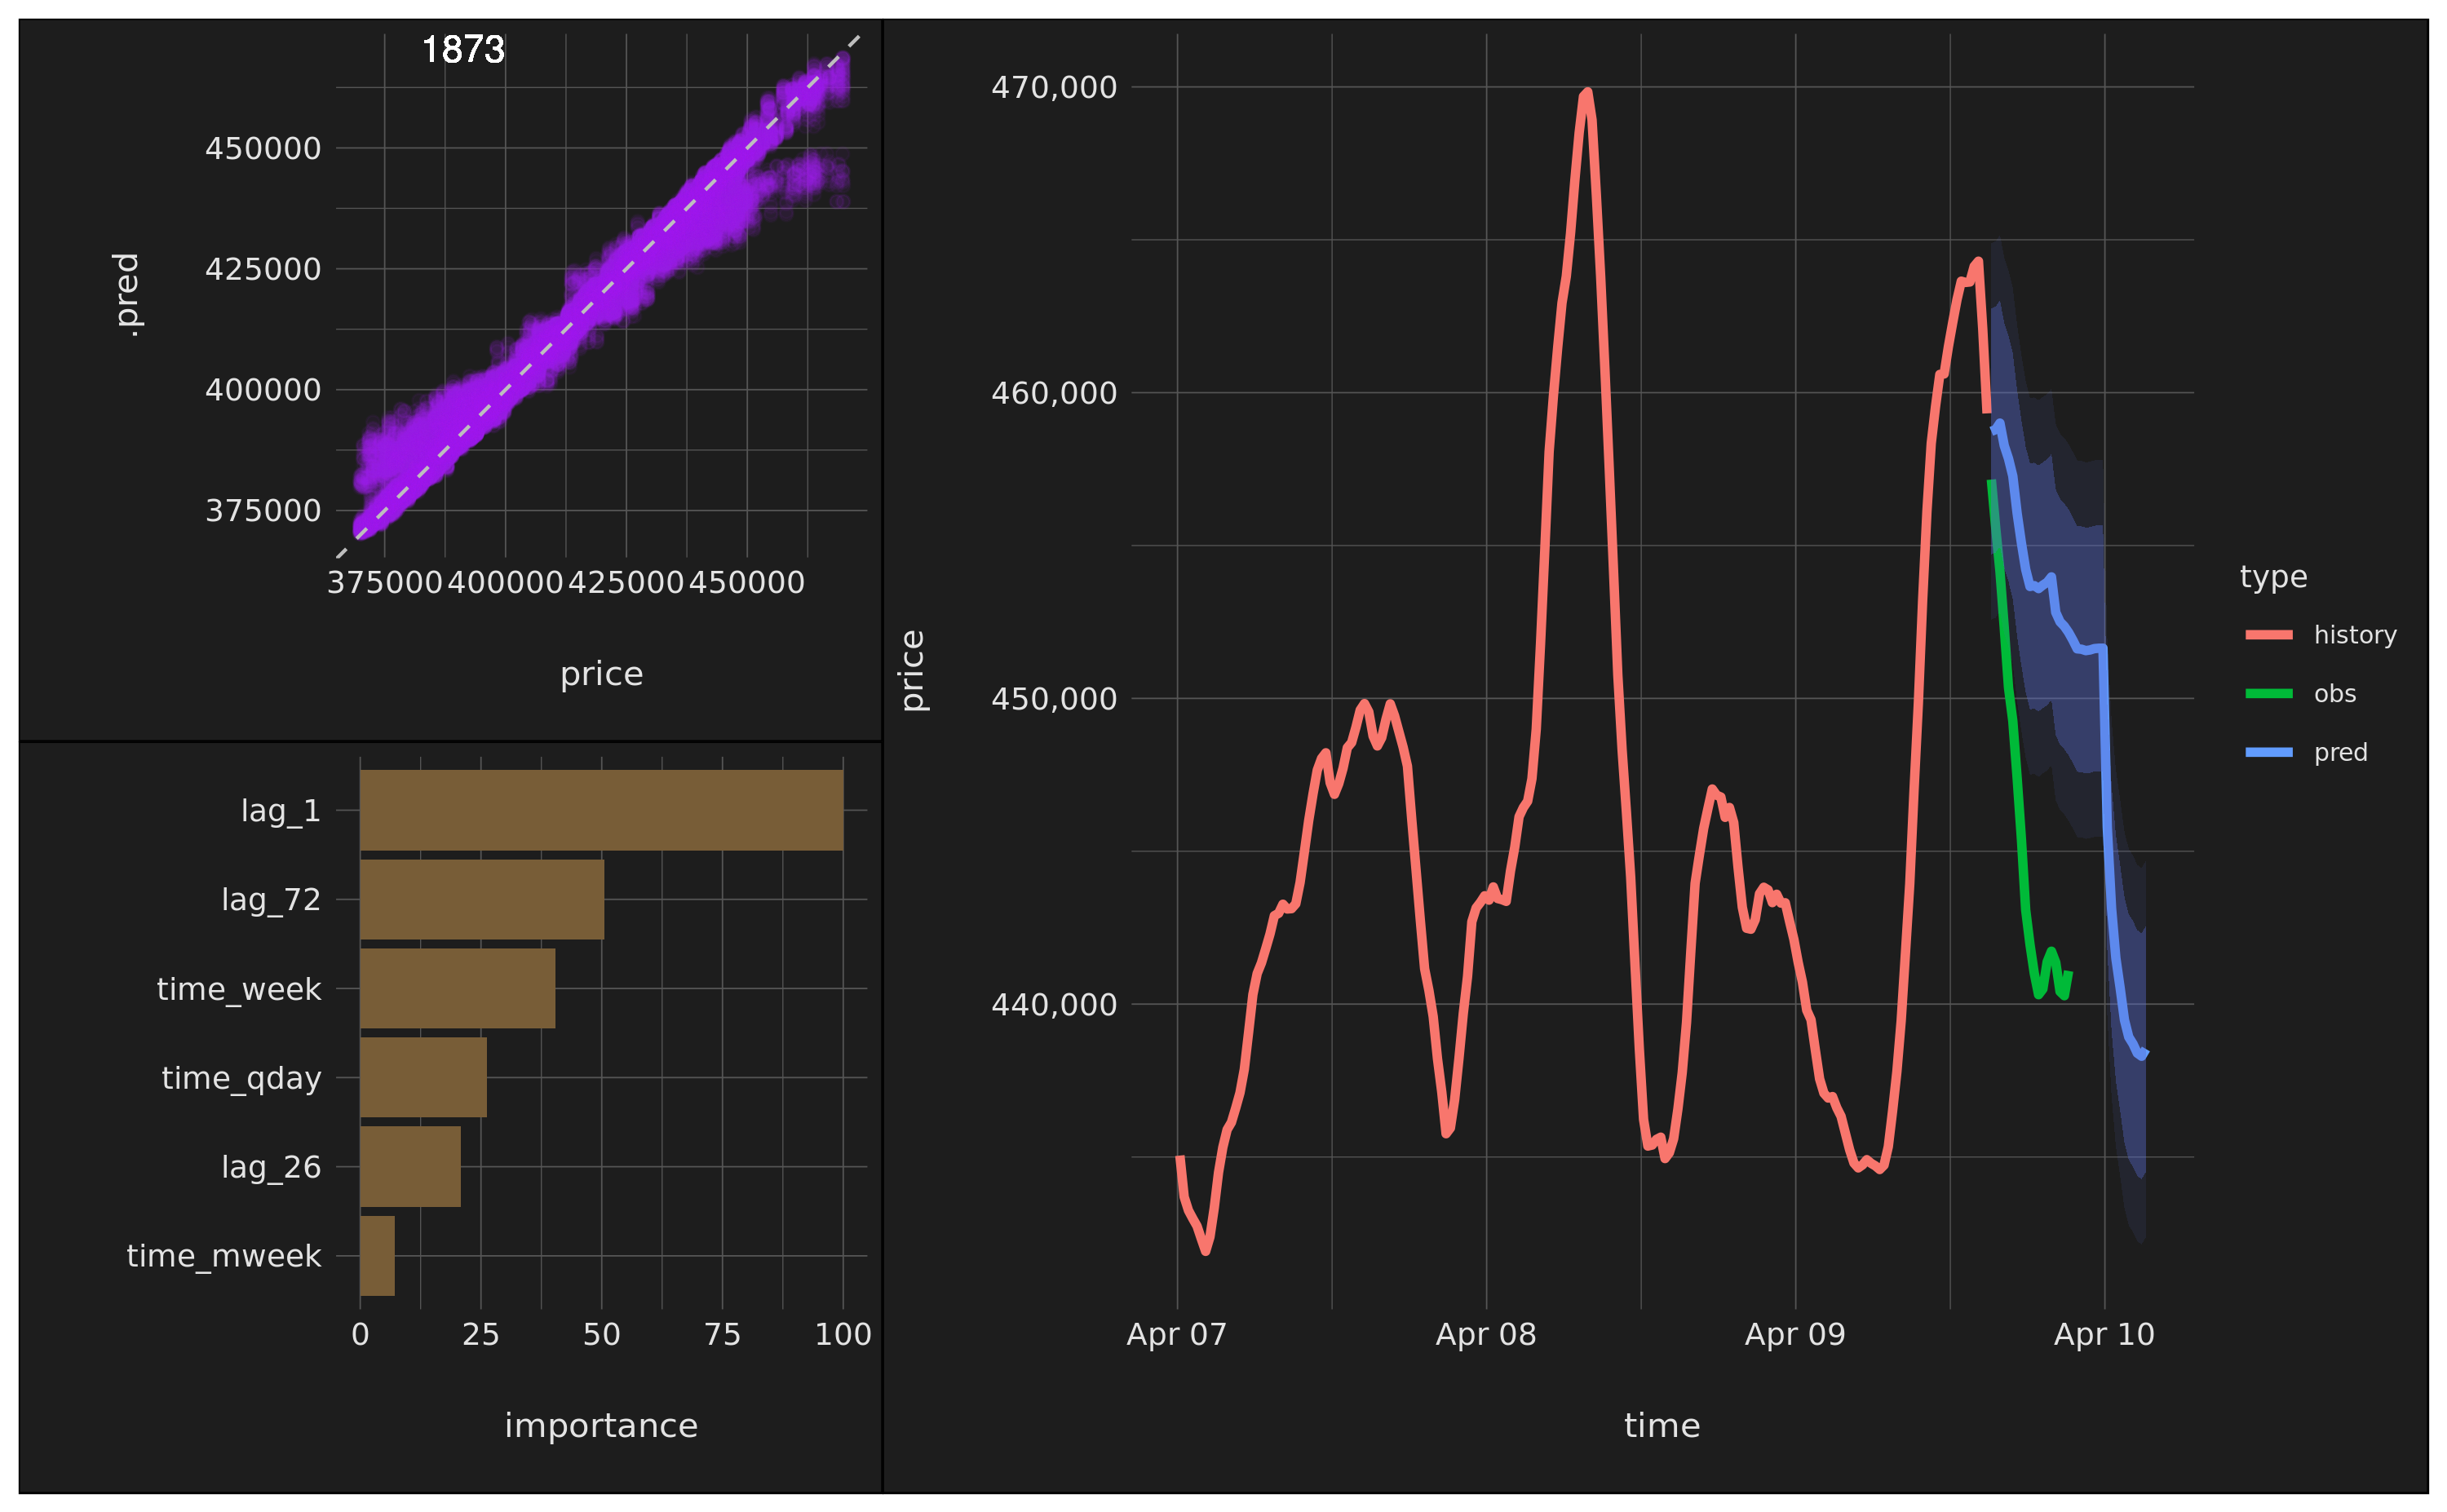 1873
450000
425000
400000
375000
.pred
375000 400000 425000 450000
price
lag_1
lag_72
time_week
time_qday
lag_26
time_mweek
0 25 50 75 100
importance
470,000
460,000
450,000
440,000
price
Apr 07 Apr 08 Apr 09 Apr 10
time
type
history
obs
pred